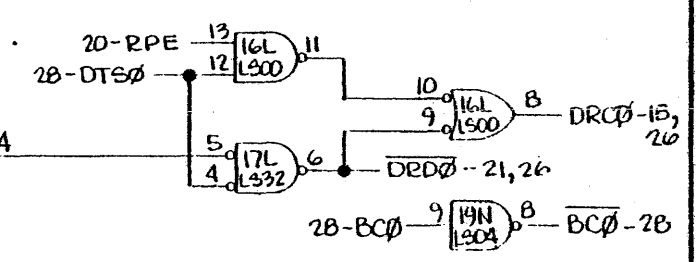 20-RPE 13 16L LS00 11
28-DTSØ 12
10 16L LS00 8 DRCØ-15, 26
9
4
5 17L LS32 6 DRDØ--21,26
4
28-BCØ 9 19N LS04 8 BCØ-28